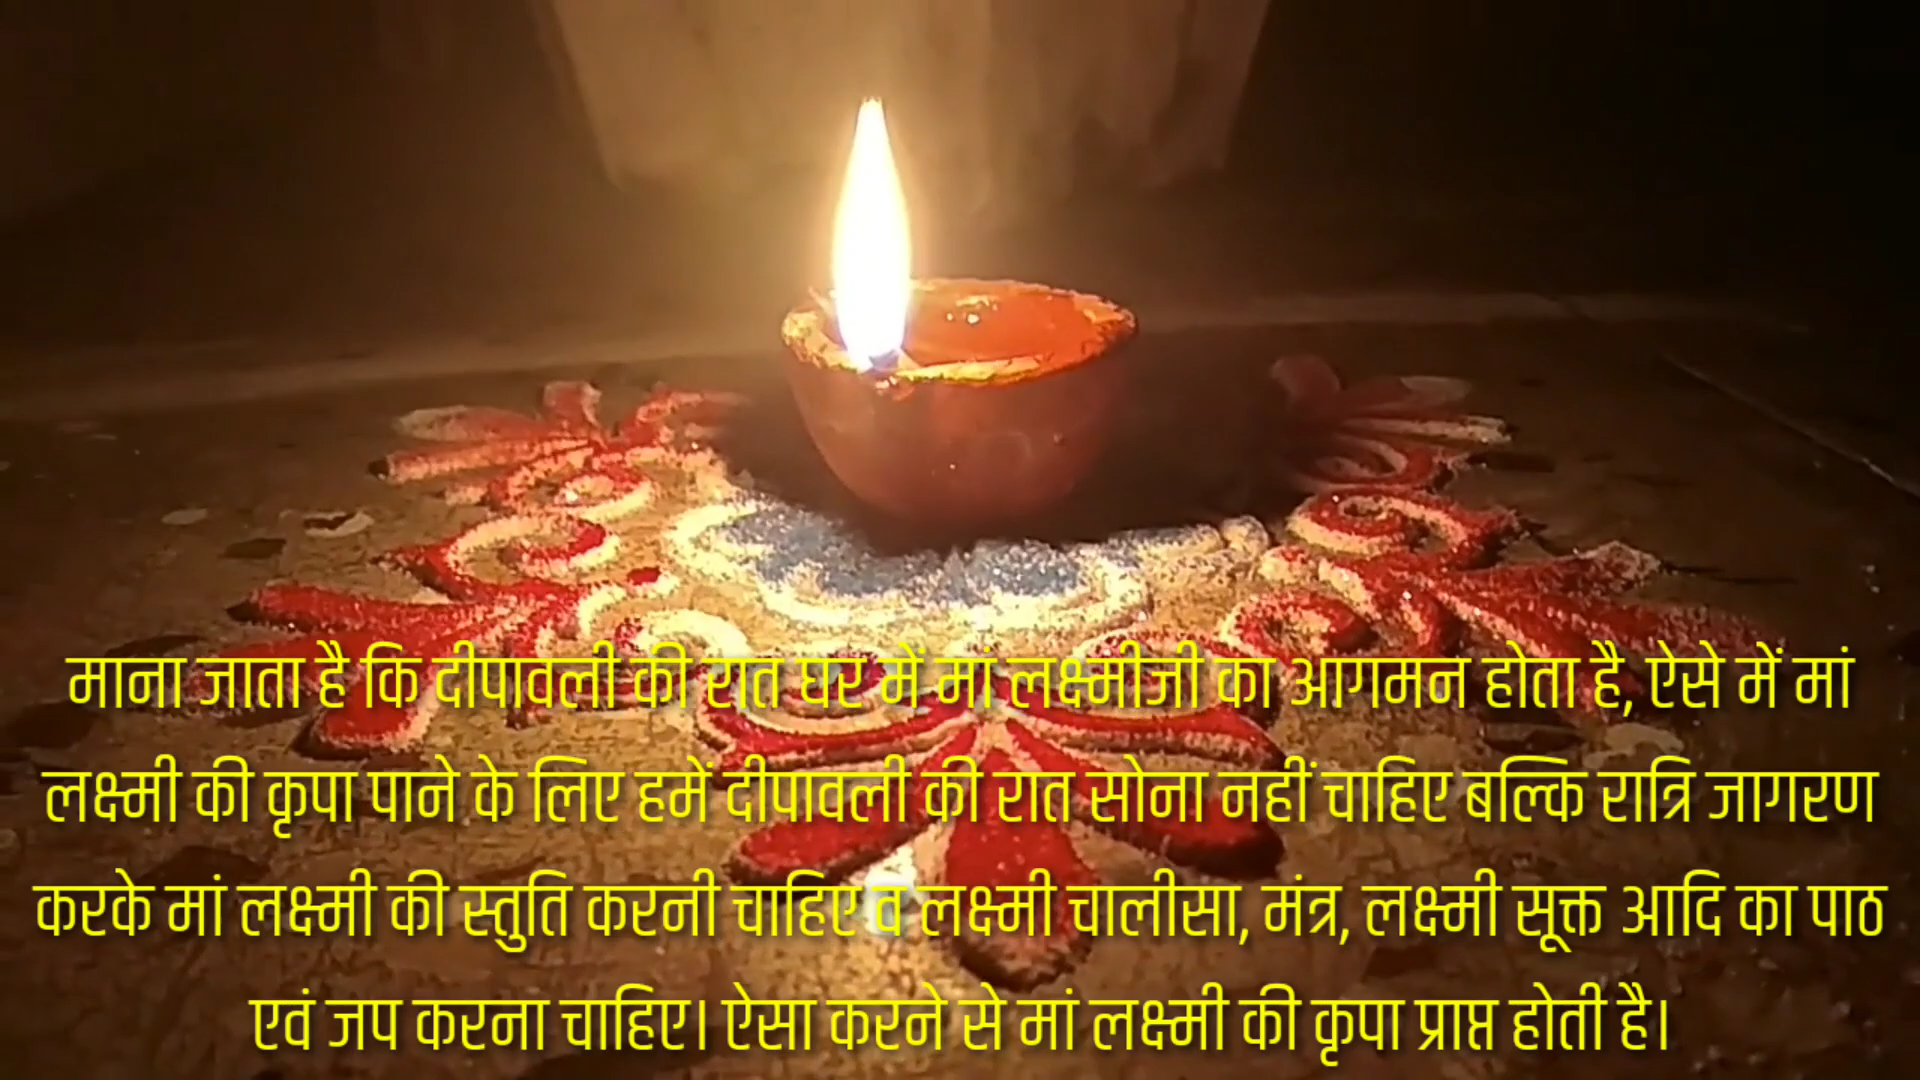 माना जाता है कि दीपावली की रात घर में मां लक्ष्मीजी का आगमन होता है, ऐसे में मां
लक्ष्मी की कृपा पाने के लिए हमें दीपावली की रात सोना नहीं चाहिए बल्कि रात्रि जागरण
करके मां लक्ष्मी की स्तुति करनी चाहिए व लक्ष्मी चालीसा, मंत्र, लक्ष्मी सूक्त आदि का पाठ
एवं जप करना चाहिए। ऐसा करने से मां लक्ष्मी की कृपा प्राप्त होती है।